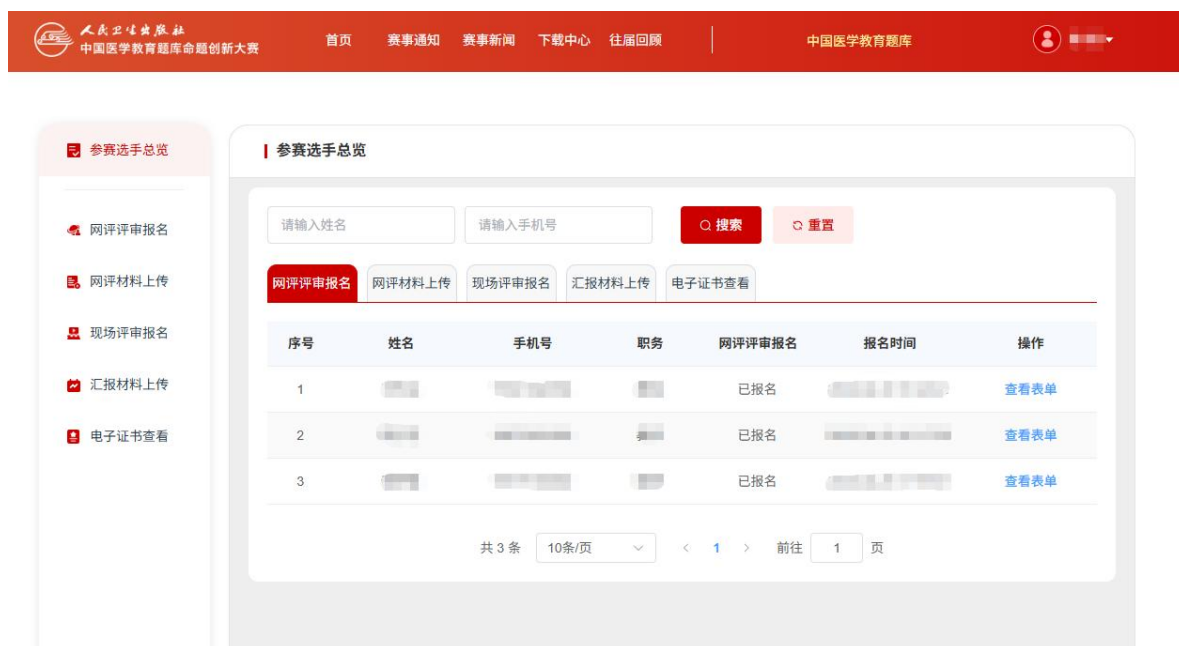 人民卫生出版社
中国医学教育题库命题创新大赛
首页 赛事通知 赛事新闻 下载中心 往届回顾 中国医学教育题库
参赛选手总览
网评评审报名
网评材料上传
现场评审报名
汇报材料上传
电子证书查看
参赛选手总览
请输入姓名 请输入手机号 搜索 重置
网评评审报名 网评材料上传 现场评审报名 汇报材料上传 电子证书查看
序号 姓名 手机号 职务 网评评审报名 报名时间 操作
1 已报名 查看表单
2 已报名 查看表单
3 已报名 查看表单
共 3 条 10条/页 < 1 > 前往 1 页